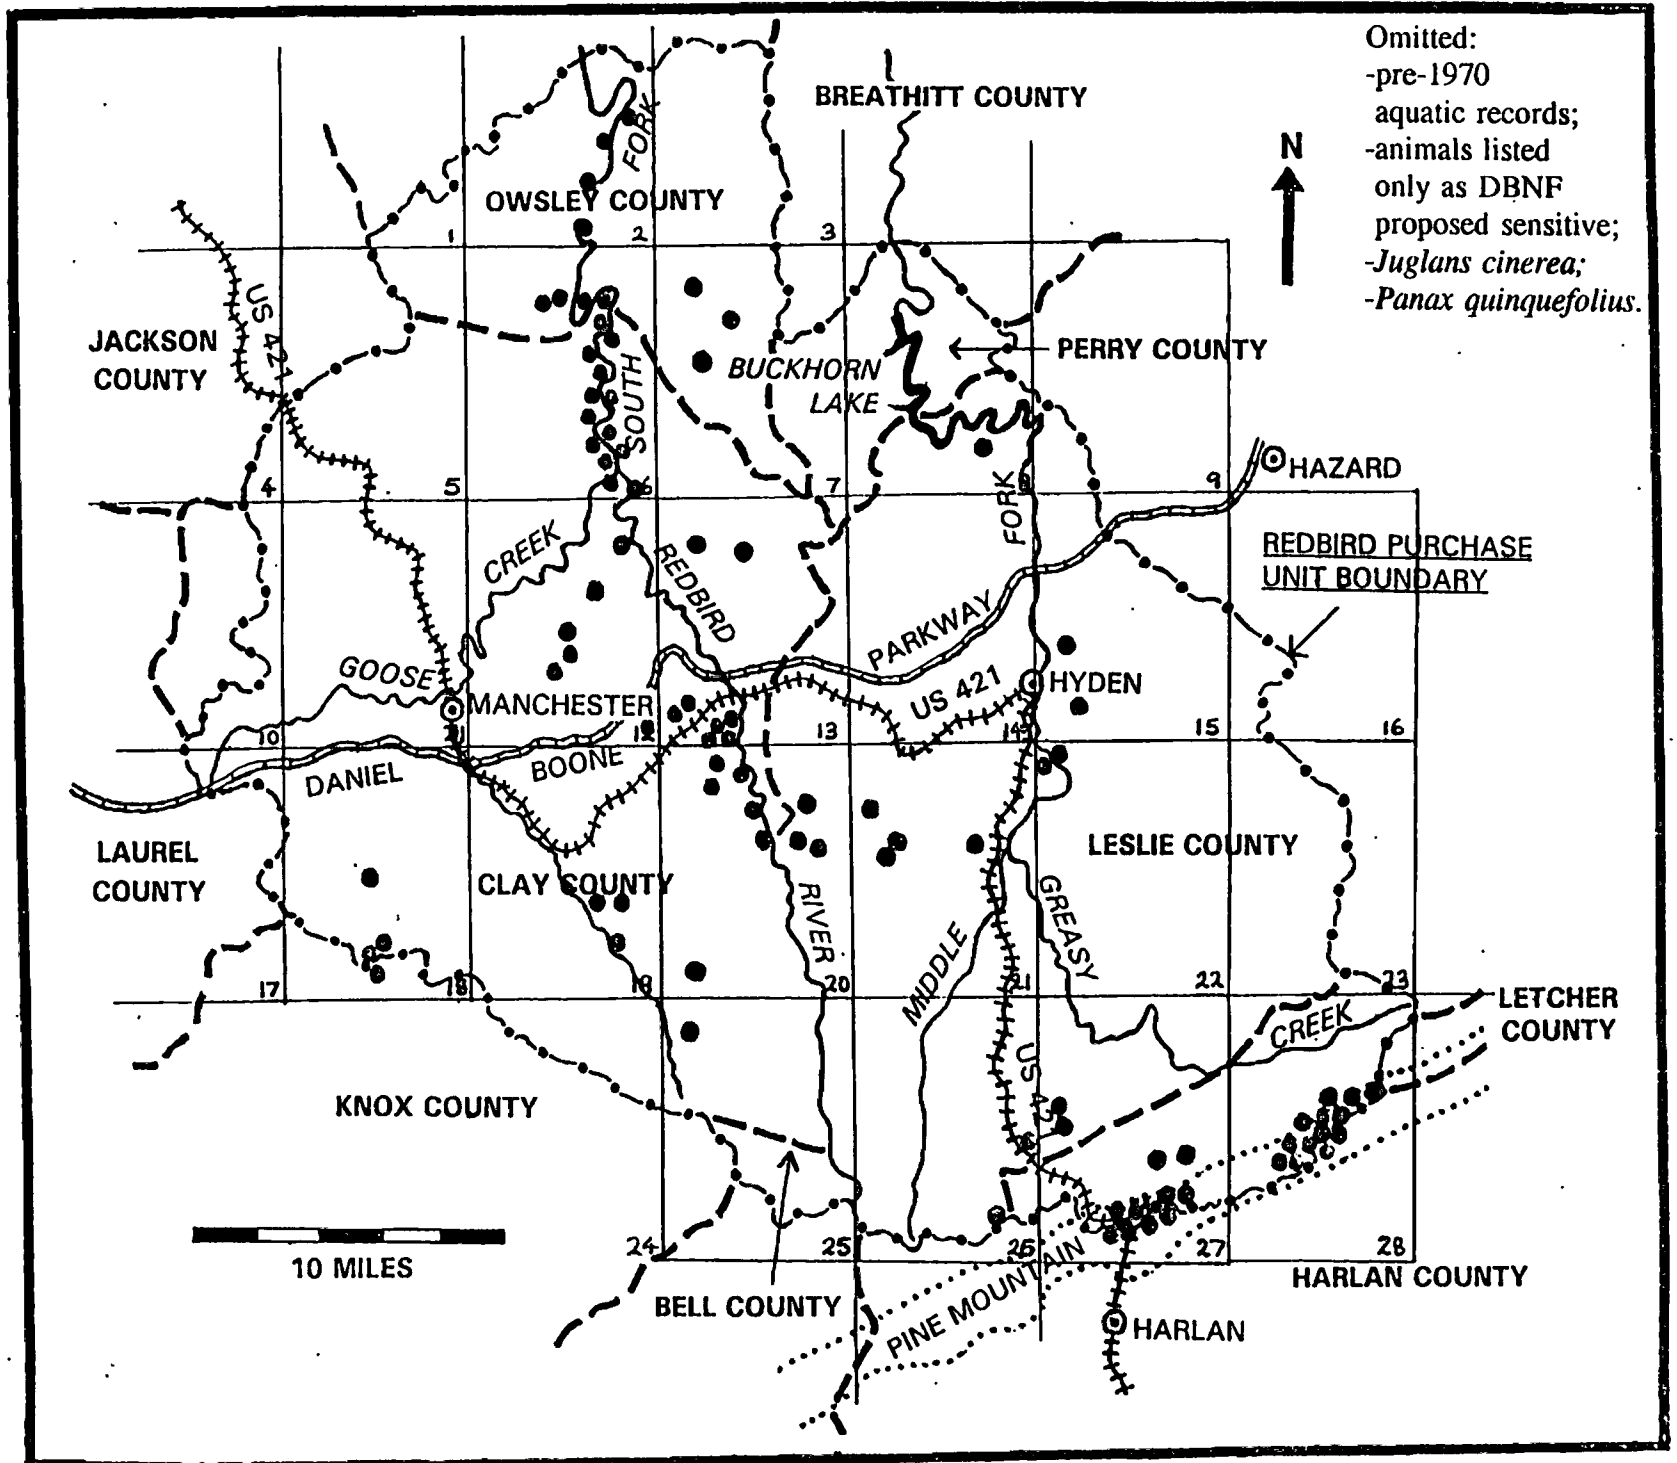 Omitted:
-pre-1970
aquatic records;
-animals listed
only as DBNF
proposed sensitive;
-Juglans cinerea;
-Panax quinquefolius.
N
BREATHITT COUNTY
FORK
OWSLEY COUNTY
1
2
3
US 421
JACKSON
COUNTY
PERRY COUNTY
BUCKHORN
LAKE
SOUTH
HAZARD
4
5
6
7
8
9
FORK
CREEK
REDBIRD
REDBIRD PURCHASE
UNIT BOUNDARY
PARKWAY
GOOSE
MANCHESTER
US 421
HYDEN
10
11
12
13
14
15
16
DANIEL
BOONE
LAUREL
COUNTY
CLAY COUNTY
LESLIE COUNTY
RIVER
GREASY
MIDDLE
17
18
19
20
21
22
23
CREEK
LETCHER
COUNTY
US 42
KNOX COUNTY
10 MILES
24
25
26
27
28
PINE MOUNTAIN
BELL COUNTY
HARLAN COUNTY
HARLAN